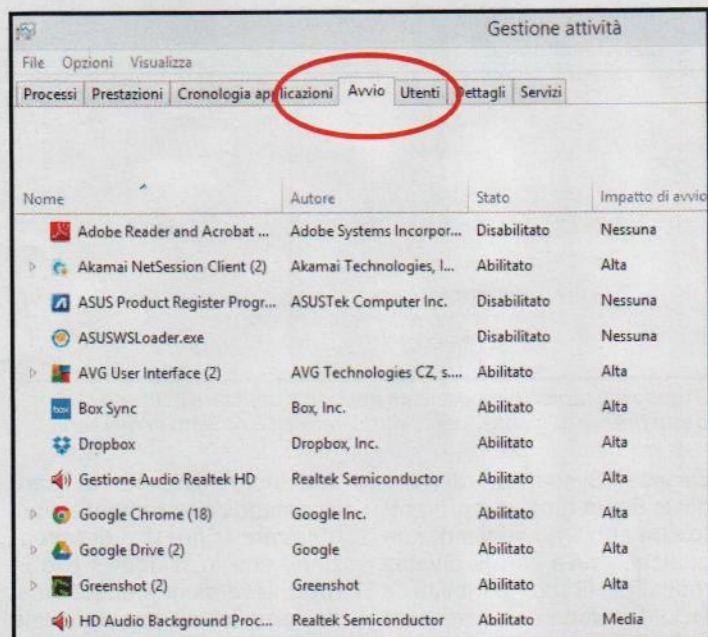 Gestione attività
File Opzioni Visualizza
Processi Prestazioni Cronologia applicazioni Avvio Utenti Dettagli Servizi
Nome Autore Stato Impatto di avvio
Adobe Reader and Acrobat ... Adobe Systems Incorpor... Disabilitato Nessuna
Akamai NetSession Client (2) Akamai Technologies, I... Abilitato Alta
ASUS Product Register Progr... ASUSTek Computer Inc. Disabilitato Nessuna
ASUSWSLoader.exe Disabilitato Nessuna
AVG User Interface (2) AVG Technologies CZ, s.... Abilitato Alta
box Box Sync Box, Inc. Abilitato Alta
Dropbox Dropbox, Inc. Abilitato Alta
Gestione Audio Realtek HD Realtek Semiconductor Abilitato Alta
Google Chrome (18) Google Inc. Abilitato Alta
Google Drive (2) Google Abilitato Alta
Greenshot (2) Greenshot Abilitato Alta
HD Audio Background Proc... Realtek Semiconductor Abilitato Media